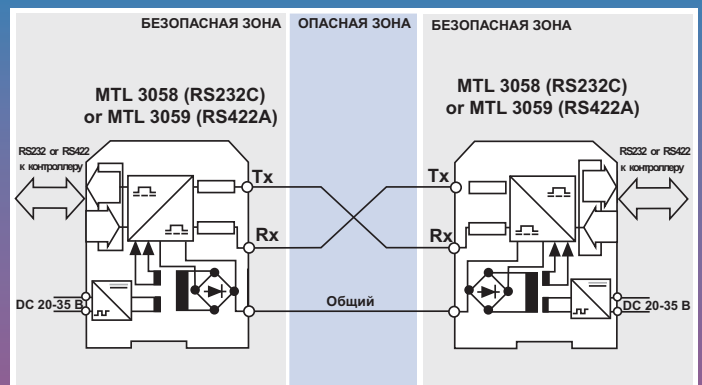 БЕЗОПАСНАЯ ЗОНА
ОПАСНАЯ ЗОНА
БЕЗОПАСНАЯ ЗОНА
MTL 3058 (RS232C)
or MTL 3059 (RS422A)
MTL 3058 (RS232C)
or MTL 3059 (RS422A)
RS232 or RS422
к контроллеру
Tx
Tx
RS232 or RS422
к контроллеру
Rx
Rx
DC 20-35 В
Общий
DC 20-35 В